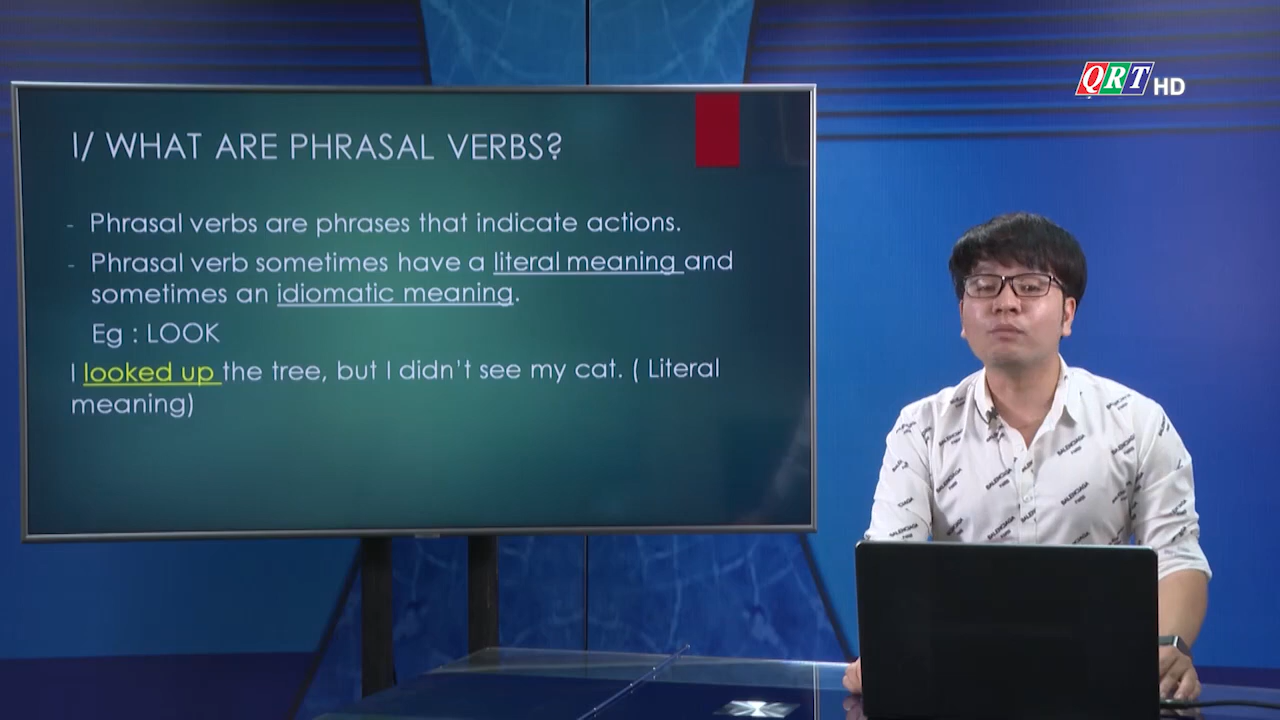 QRT HD
I/ WHAT ARE PHRASAL VERBS?
- Phrasal verbs are phrases that indicate actions.
- Phrasal verb sometimes have a literal meaning and
sometimes an idiomatic meaning.
Eg : LOOK
I looked up the tree, but I didn't see my cat. ( Literal
meaning)
BALENCIAGA